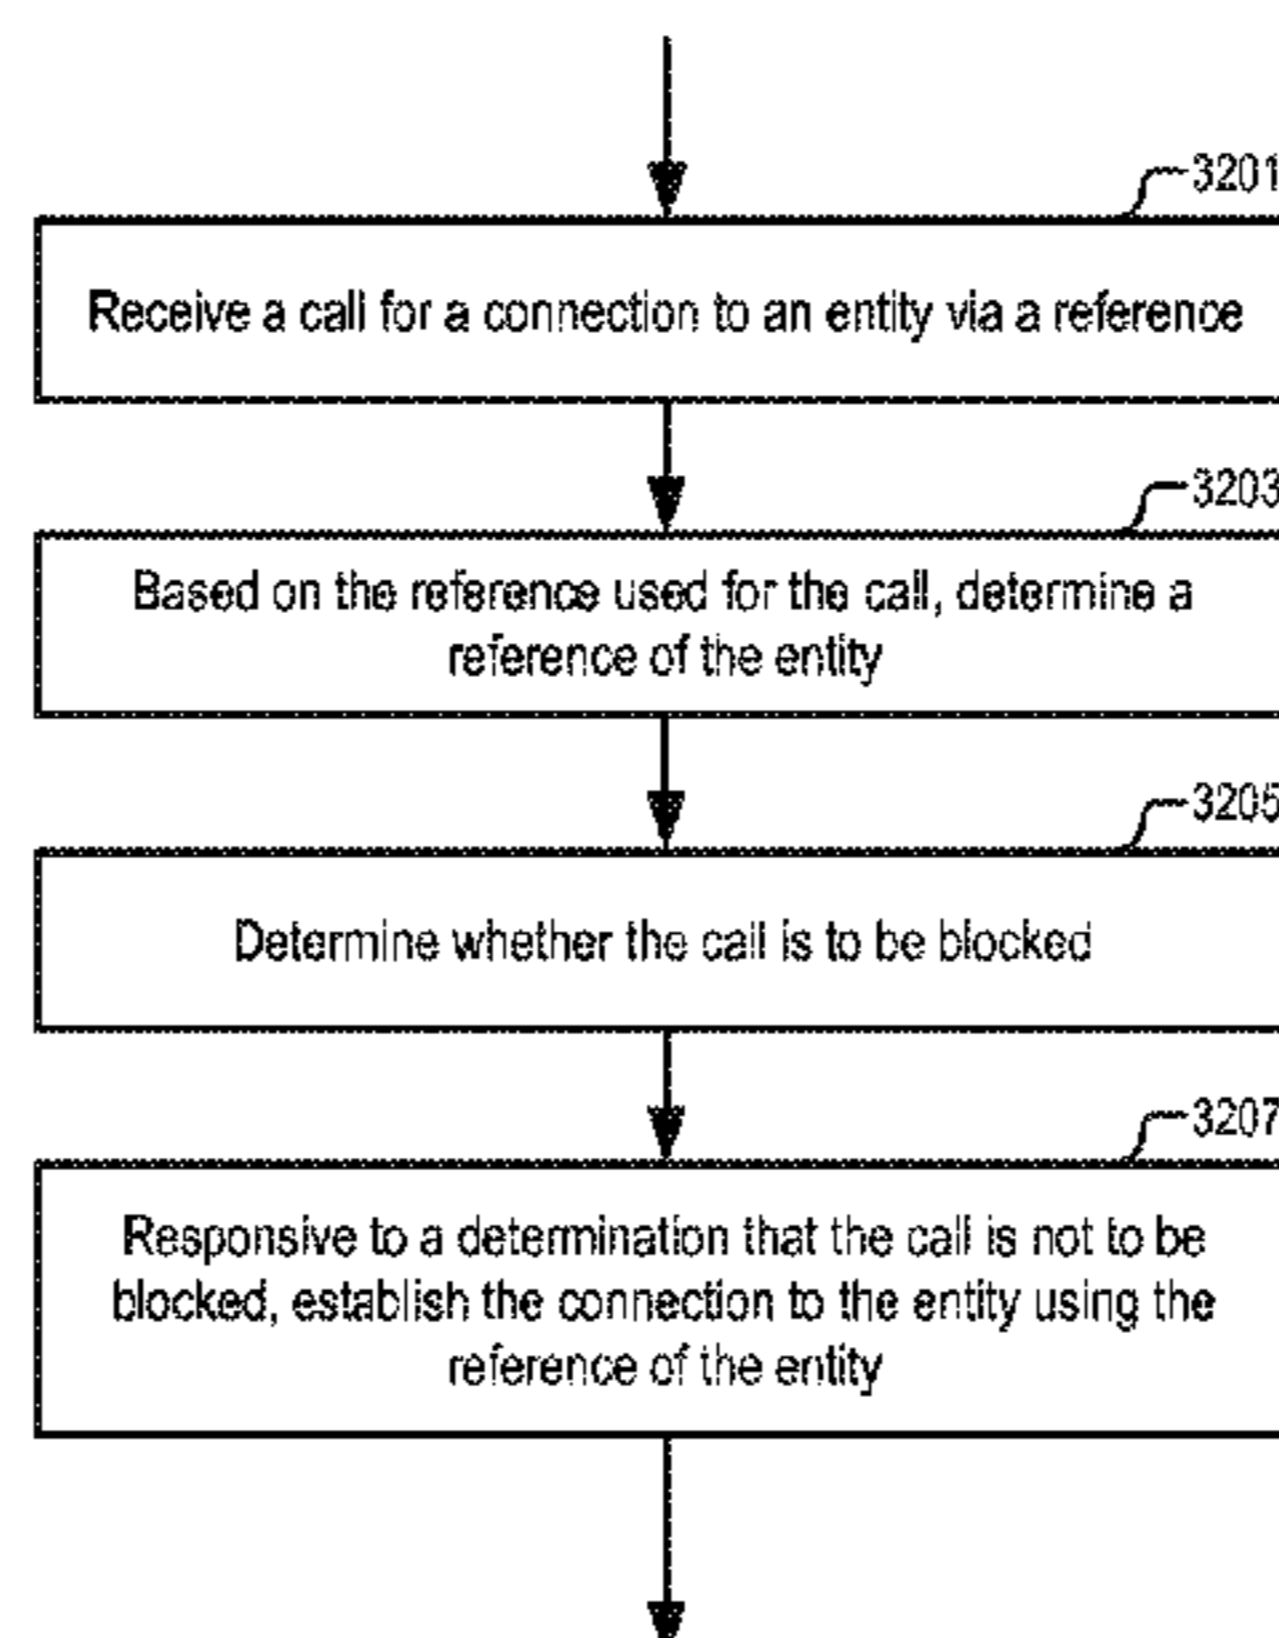 3201
Receive a call for a connection to an entity via a reference
3203
Based on the reference used for the call, determine a
reference of the entity
3205
Determine whether the call is to be blocked
3207
Responsive to a determination that the call is not to be
blocked, establish the connection to the entity using the
reference of the entity